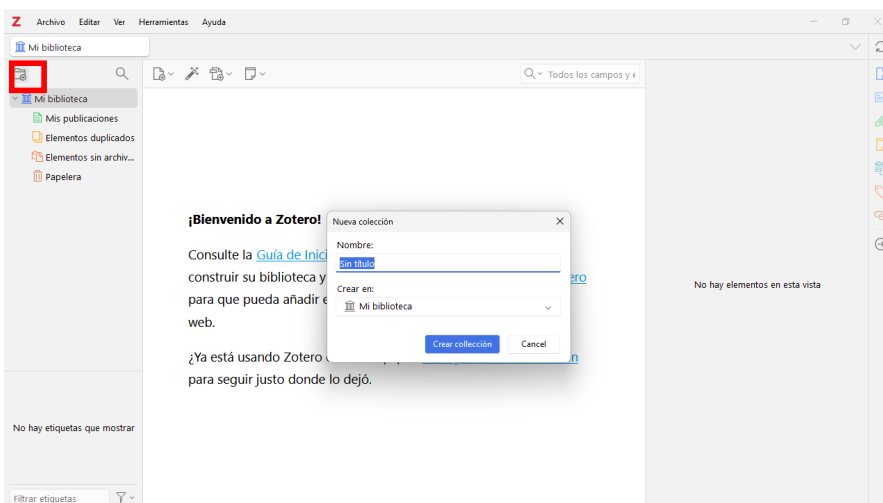 Z Archivo Editar Ver Herramientas Ayuda
Mi biblioteca
Todos los campos y e
Mi biblioteca
Mis publicaciones
Elementos duplicados
Elementos sin archiv...
Papelera
¡Bienvenido a Zotero!
Consulte la Guía de Inici
construir su biblioteca y ero
para que pueda añadir e
web.
¿Ya está usando Zotero n
para seguir justo donde lo dejó.
Nueva colección
Nombre:
Sin título
Crear en:
Mi biblioteca
Crear collección Cancel
No hay elementos en esta vista
No hay etiquetas que mostrar
Filtrar etiquetas